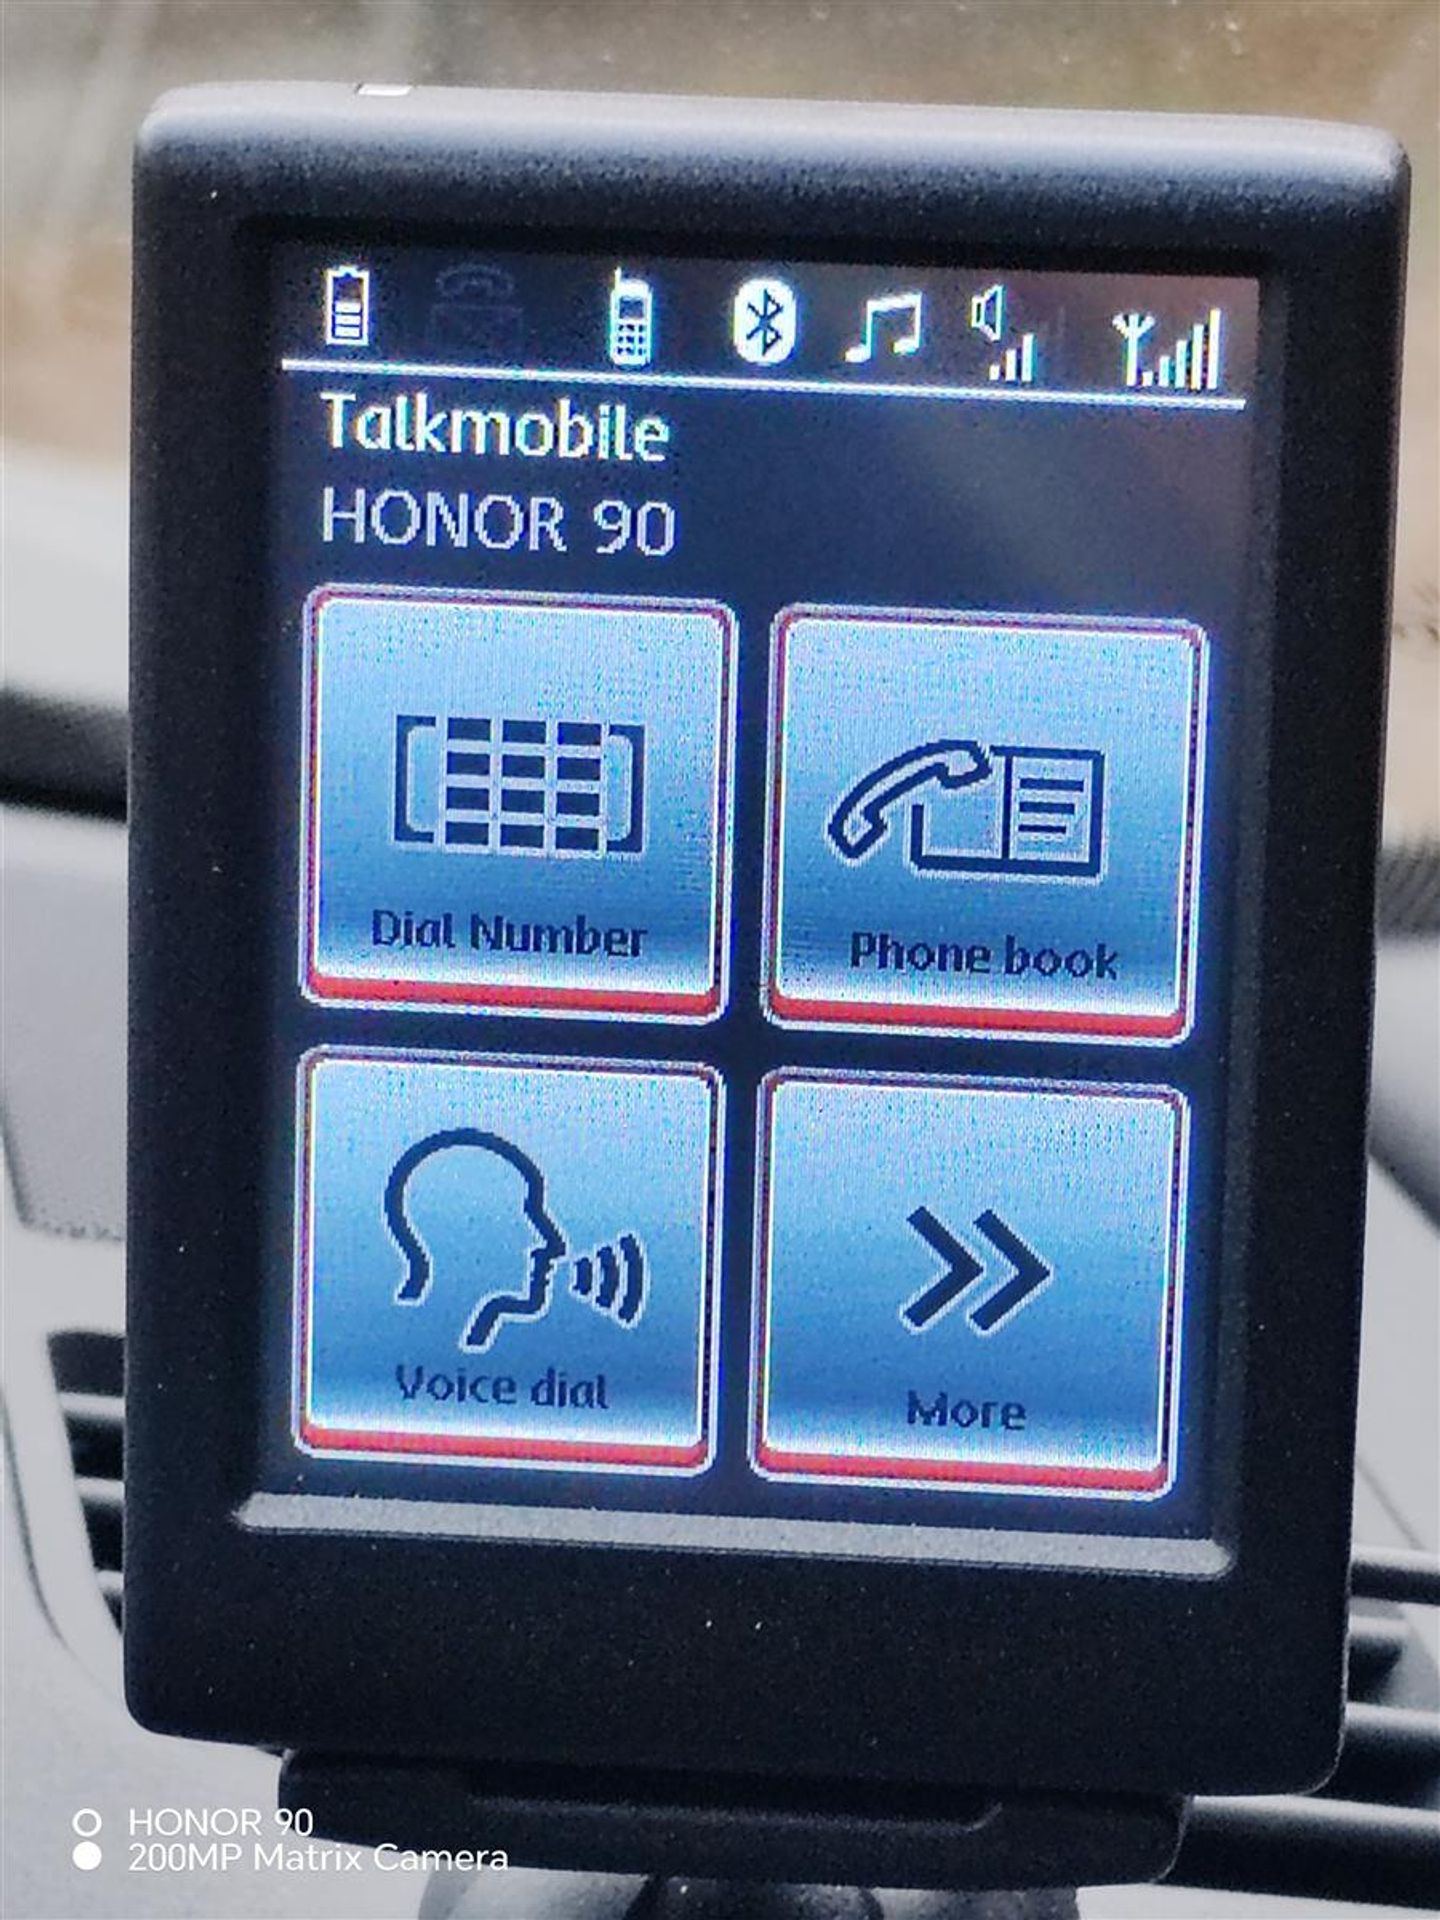 Talkmobile
HONOR 90
Dial Number
Phone book
Voice dial
More
HONOR 90
200MP Matrix Camera